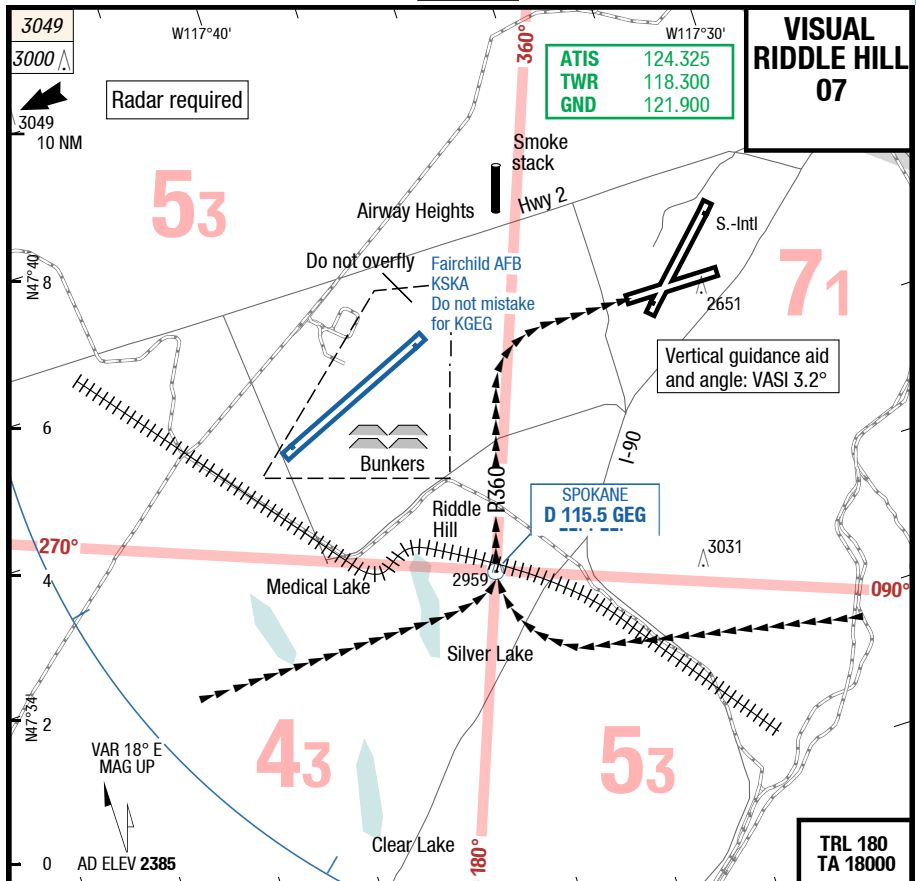 3049
3000
3049
10 NM
W117°40'
Radar required
360°
ATIS 124.325
TWR 118.300
GND 121.900
W117°30'
VISUAL
RIDDLE HILL
07
53
Smoke
stack
Airway Heights
Hwy 2
S.-Intl
Do not overfly
Fairchild AFB
KSKA
Do not mistake
for KGEG
N47°40'
8
71
2651
Vertical guidance aid
and angle: VASI 3.2°
6
Bunkers
I-90
R360
Riddle
Hill
SPOKANE
D 115.5 GEG
270°
4
Medical Lake
2959
3031
090°
Silver Lake
N47°34'
2
VAR 18° E
MAG UP
43
53
Clear Lake
180°
0
AD ELEV 2385
TRL 180
TA 18000